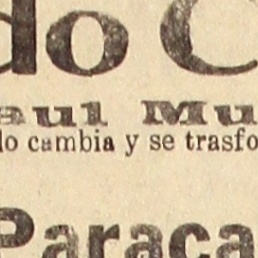 do C
aul Mu
lo cambia y se trasfo
Paraca